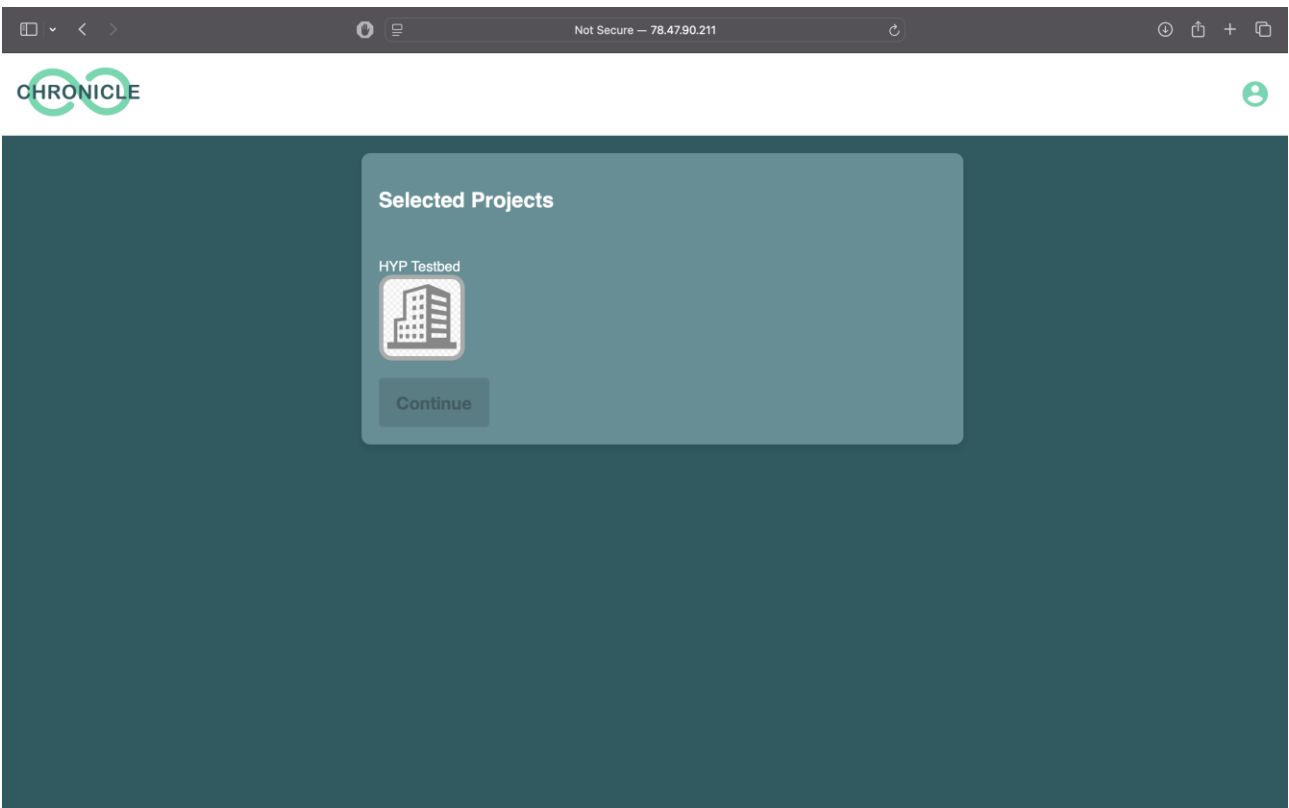 Not Secure — 78.47.90.211
CHRONICLE
Selected Projects
HYP Testbed
Continue